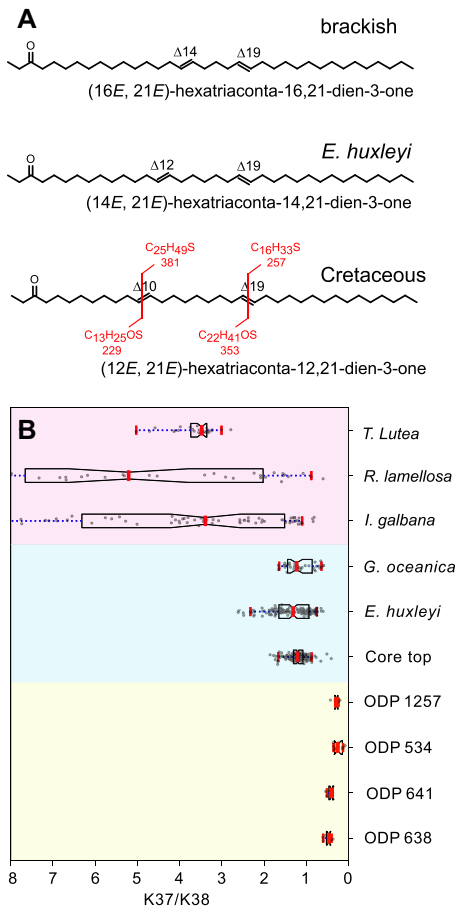 A
brackish
O
Δ14
Δ19
(16E, 21E)-hexatriaconta-16,21-dien-3-one
E. huxleyi
O
Δ12
Δ19
(14E, 21E)-hexatriaconta-14,21-dien-3-one
C25H49S
381
C16H33S
257
Cretaceous
O
Δ10
Δ19
C13H25OS
229
C22H41OS
353
(12E, 21E)-hexatriaconta-12,21-dien-3-one
B
T. Lutea
R. lamellosa
I. galbana
G. oceanica
E. huxleyi
Core top
ODP 1257
ODP 534
ODP 641
ODP 638
8 7 6 5 4 3 2 1 0
K37/K38